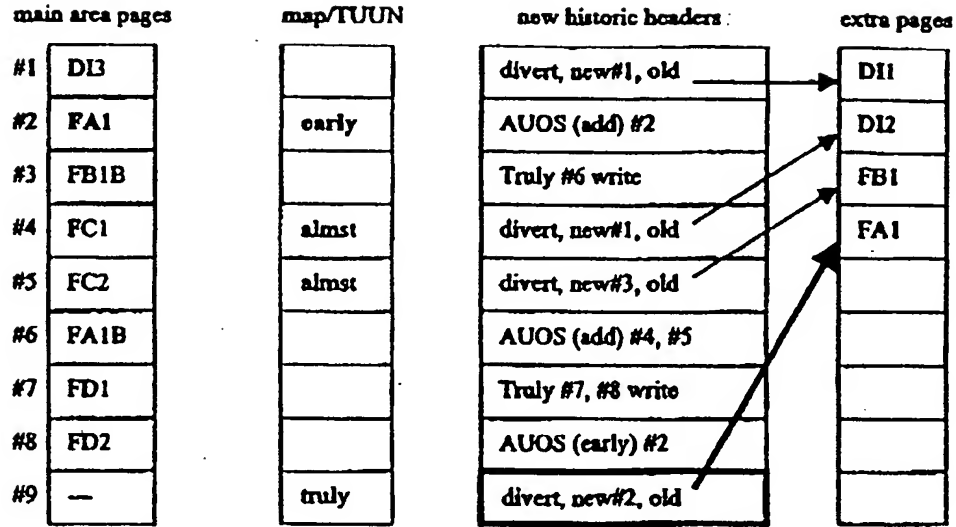 main area pages map/TUUN new historic headers: extra pages
#1 DI3 divert, new#1, old DI1
#2 FA1 early AUOS (add) #2 DI2
#3 FB1B Truly #6 write FB1
#4 FC1 almst divert, new#1, old FA1
#5 FC2 almst divert, new#3, old
#6 FA1B AUOS (add) #4, #5
#7 FD1 Truly #7, #8 write
#8 FD2 AUOS (early) #2
#9 — truly divert, new#2, old